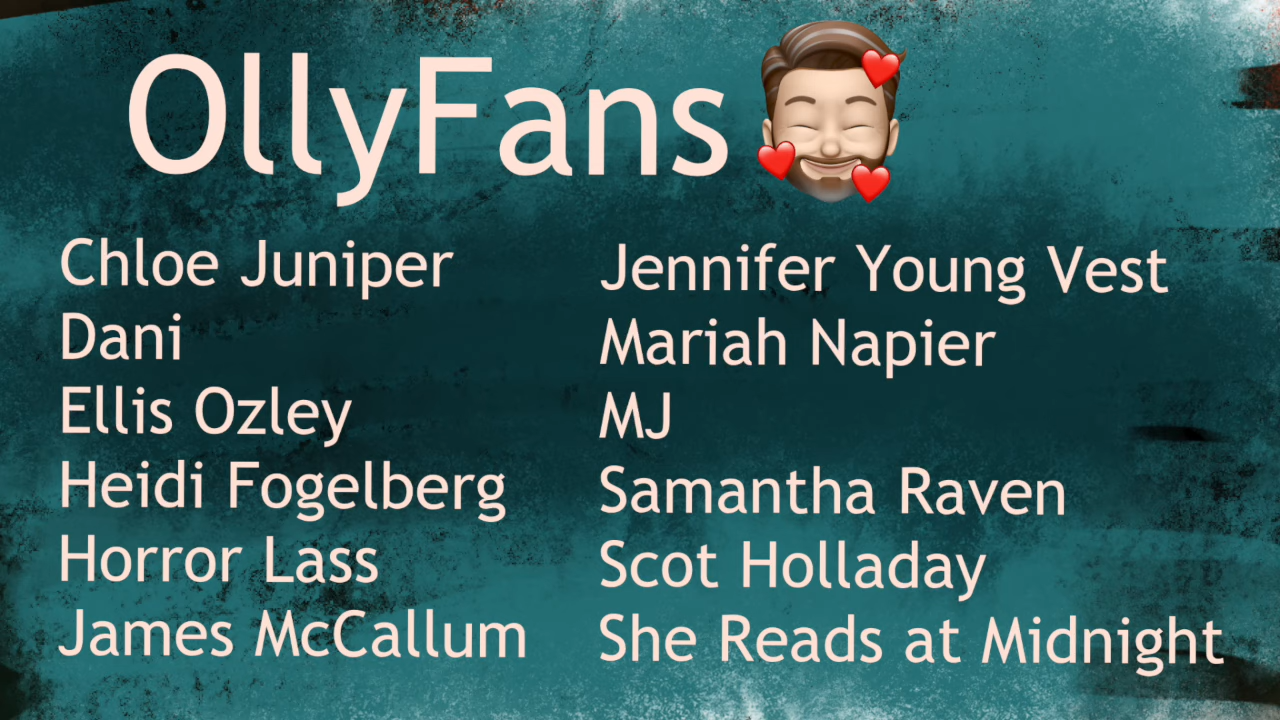 OllyFans
Chloe Juniper
Dani
Ellis Ozley
Heidi Fogelberg
Horror Lass
James McCallum
Jennifer Young Vest
Mariah Napier
MJ
Samantha Raven
Scot Holladay
She Reads at Midnight